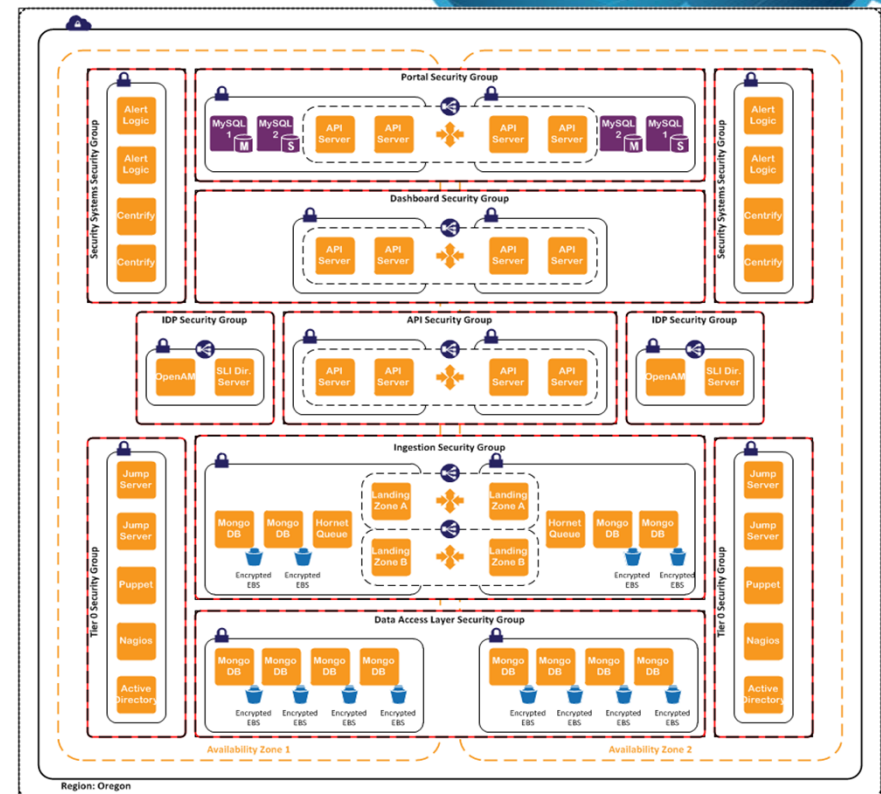 Portal Security Group
Security Systems Security Group
Alert
Logic
Alert
Logic
Centrify
Centrify
MySQL
1
M
MySQL
2
S
API
Server
API
Server
API
Server
API
Server
MySQL
2
M
MySQL
1
S
Security Systems Security Group
Alert
Logic
Alert
Logic
Centrify
Centrify
Dashboard Security Group
API
Server
API
Server
API
Server
API
Server
IDP Security Group
OpenAM
SLI Dir.
Server
API Security Group
API
Server
API
Server
API
Server
API
Server
IDP Security Group
OpenAM
SLI Dir.
Server
Tier 0 Security Group
Jump
Server
Jump
Server
Puppet
Nagios
Active
Directory
Ingestion Security Group
Mongo
DB
Mongo
DB
Hornet
Queue
Landing
Zone A
Landing
Zone A
Landing
Zone B
Landing
Zone B
Hornet
Queue
Mongo
DB
Mongo
DB
Encrypted
EBS
Encrypted
EBS
Encrypted
EBS
Encrypted
EBS
Tier 0 Security Group
Jump
Server
Jump
Server
Puppet
Nagios
Active
Directory
Data Access Layer Security Group
Mongo
DB
Mongo
DB
Mongo
DB
Mongo
DB
Encrypted
EBS
Encrypted
EBS
Encrypted
EBS
Encrypted
EBS
Mongo
DB
Mongo
DB
Mongo
DB
Mongo
DB
Encrypted
EBS
Encrypted
EBS
Encrypted
EBS
Encrypted
EBS
Availability Zone 1
Availability Zone 2
Region: Oregon